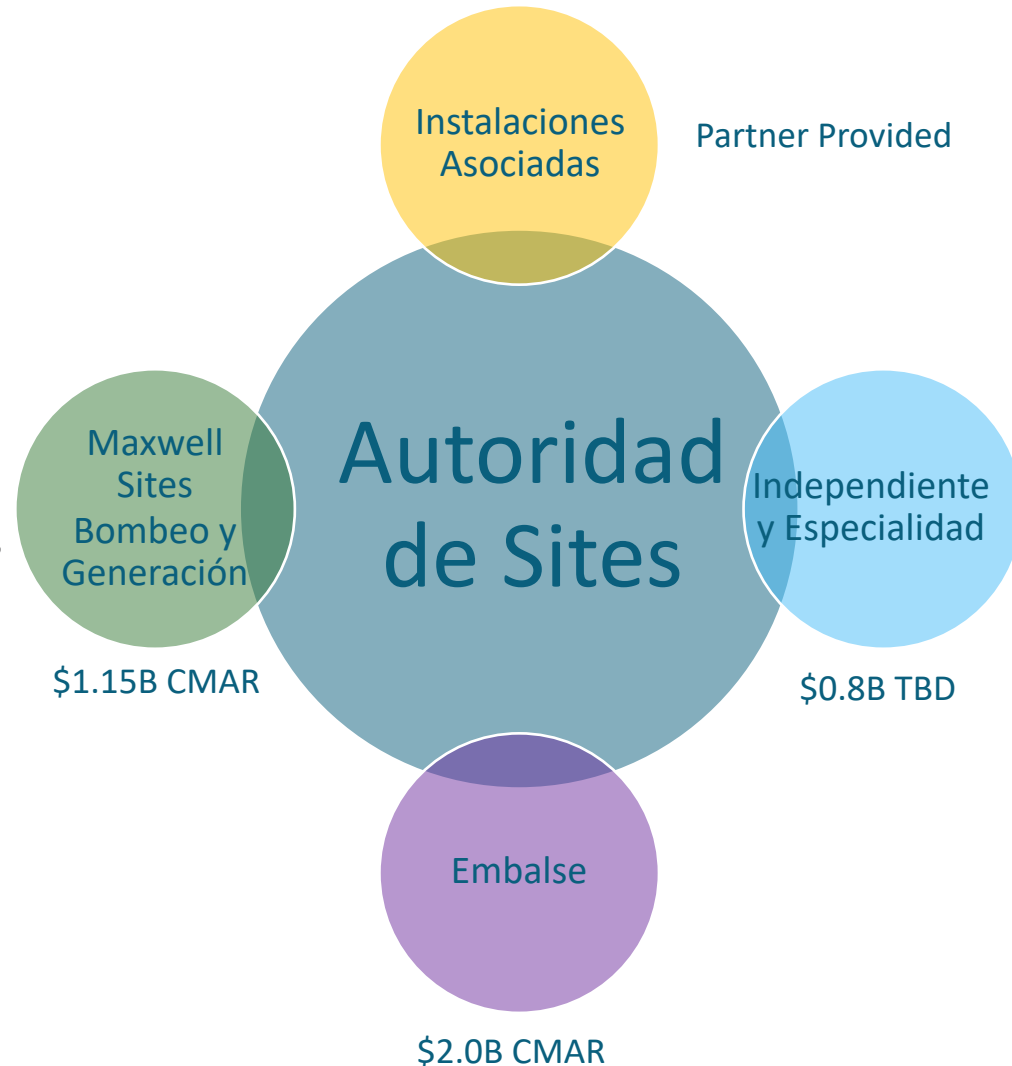 Instalaciones
Asociadas
Partner Provided
Maxwell
Sites
Bombeo y
Generación
$1.15B CMAR
Autoridad
de Sites
Independiente
y Especialidad
$0.8B TBD
Embalse
$2.0B CMAR